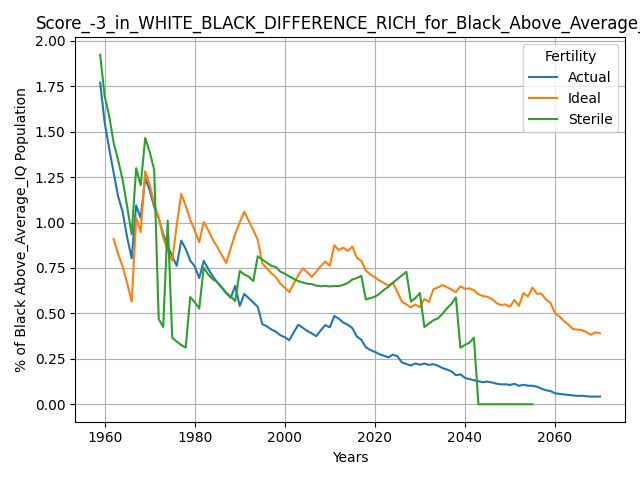 Score_-3_in_WHITE_BLACK_DIFFERENCE_RICH_for_Black_Above_Average_
% of Black Above_Average_IQ Population
2.00
1.75
1.50
1.25
1.00
0.75
0.50
0.25
0.00
Fertility
Actual
Ideal
Sterile
1960 1980 2000 2020 2040 2060
Years